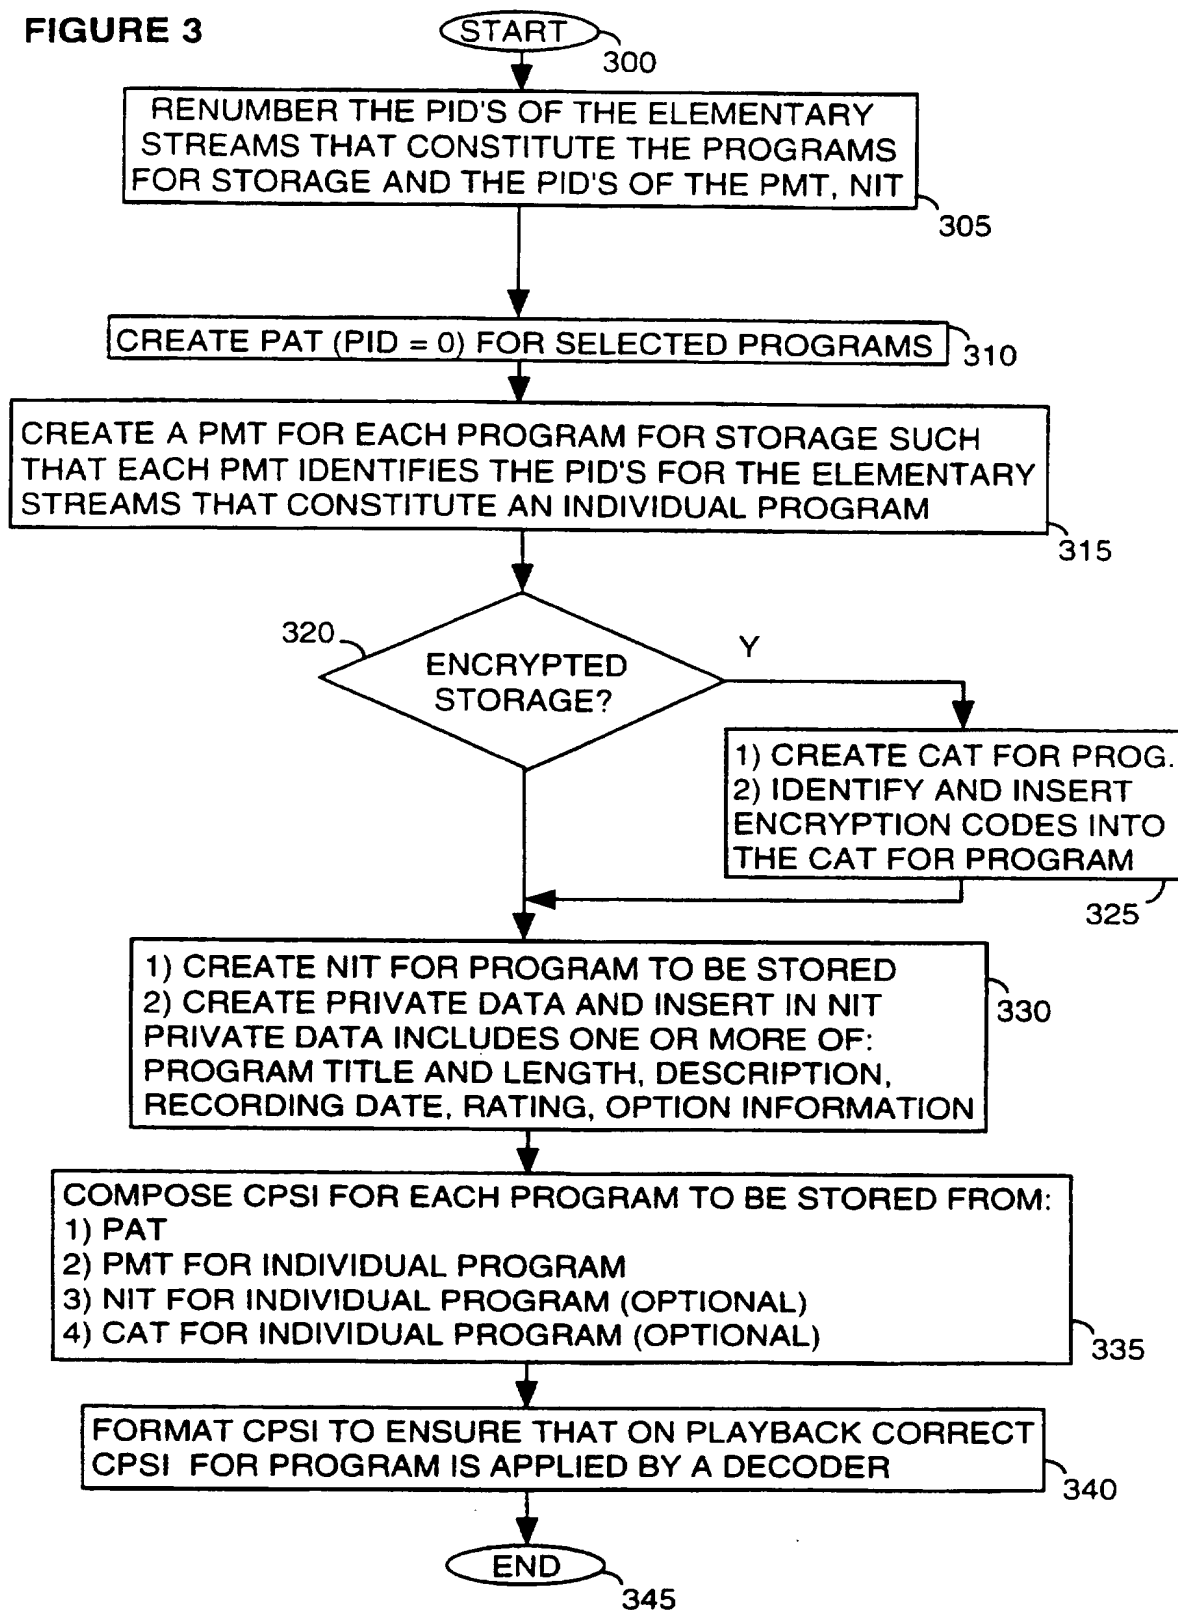 FIGURE 3
START
300
RENUMBER THE PID'S OF THE ELEMENTARY
STREAMS THAT CONSTITUTE THE PROGRAMS
FOR STORAGE AND THE PID'S OF THE PMT, NIT
305
CREATE PAT (PID = 0) FOR SELECTED PROGRAMS
310
CREATE A PMT FOR EACH PROGRAM FOR STORAGE SUCH
THAT EACH PMT IDENTIFIES THE PID'S FOR THE ELEMENTARY
STREAMS THAT CONSTITUTE AN INDIVIDUAL PROGRAM
315
320
ENCRYPTED
STORAGE?
Y
1) CREATE CAT FOR PROG.
2) IDENTIFY AND INSERT
ENCRYPTION CODES INTO
THE CAT FOR PROGRAM
325
1) CREATE NIT FOR PROGRAM TO BE STORED
2) CREATE PRIVATE DATA AND INSERT IN NIT
PRIVATE DATA INCLUDES ONE OR MORE OF:
PROGRAM TITLE AND LENGTH, DESCRIPTION,
RECORDING DATE, RATING, OPTION INFORMATION
330
COMPOSE CPSI FOR EACH PROGRAM TO BE STORED FROM:
1) PAT
2) PMT FOR INDIVIDUAL PROGRAM
3) NIT FOR INDIVIDUAL PROGRAM (OPTIONAL)
4) CAT FOR INDIVIDUAL PROGRAM (OPTIONAL)
335
FORMAT CPSI TO ENSURE THAT ON PLAYBACK CORRECT
CPSI FOR PROGRAM IS APPLIED BY A DECODER
340
END
345